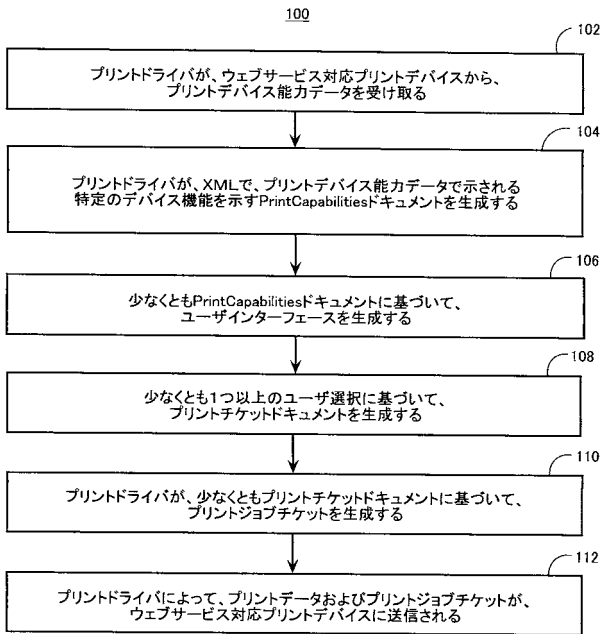 100
102
プリントドライバが、ウェブサービス対応プリントデバイスから、
プリントデバイス能力データを受け取る
104
プリントドライバが、XMLで、プリントデバイス能力データで示される
特定のデバイス機能を示すPrintCapabilitiesドキュメントを生成する
106
少なくともPrintCapabilitiesドキュメントに基づいて、
ユーザインターフェースを生成する
108
少なくとも1つ以上のユーザ選択に基づいて、
プリントチケットドキュメントを生成する
110
プリントドライバが、少なくともプリントチケットドキュメントに基づいて、
プリントジョブチケットを生成する
112
プリントドライバによって、プリントデータおよびプリントジョブチケットが、
ウェブサービス対応プリントデバイスに送信される